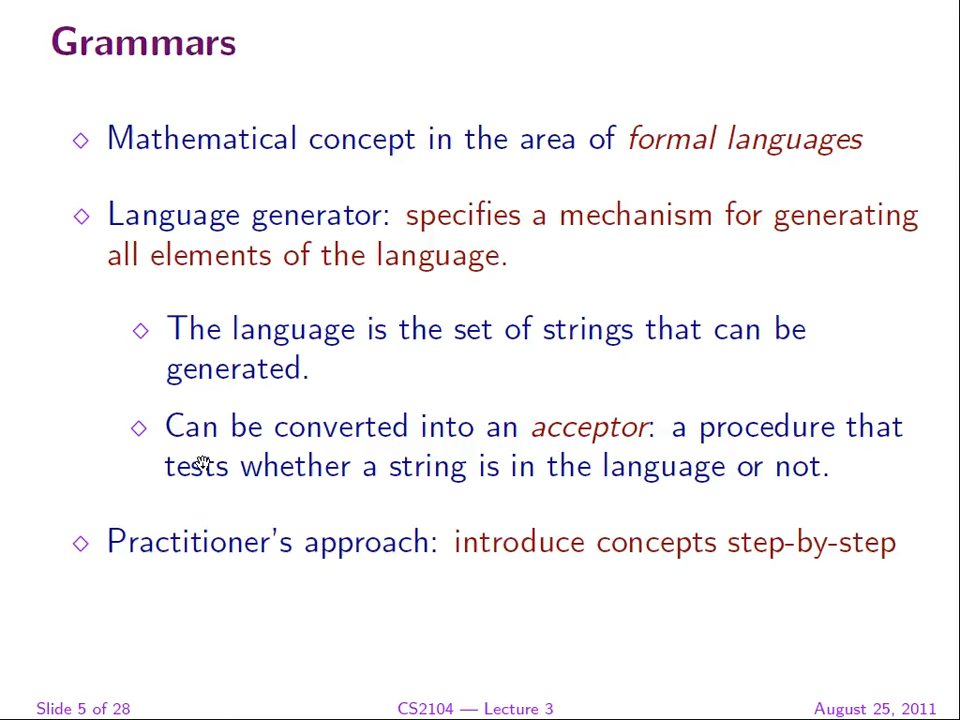 Grammars
Mathematical concept in the area of formal languages
Language generator: specifies a mechanism for generating
all elements of the language.
The language is the set of strings that can be
generated.
Can be converted into an acceptor: a procedure that
tests whether a string is in the language or not.
Practitioner's approach: introduce concepts step-by-step
Slide 5 of 28 CS2104 — Lecture 3 August 25, 2011